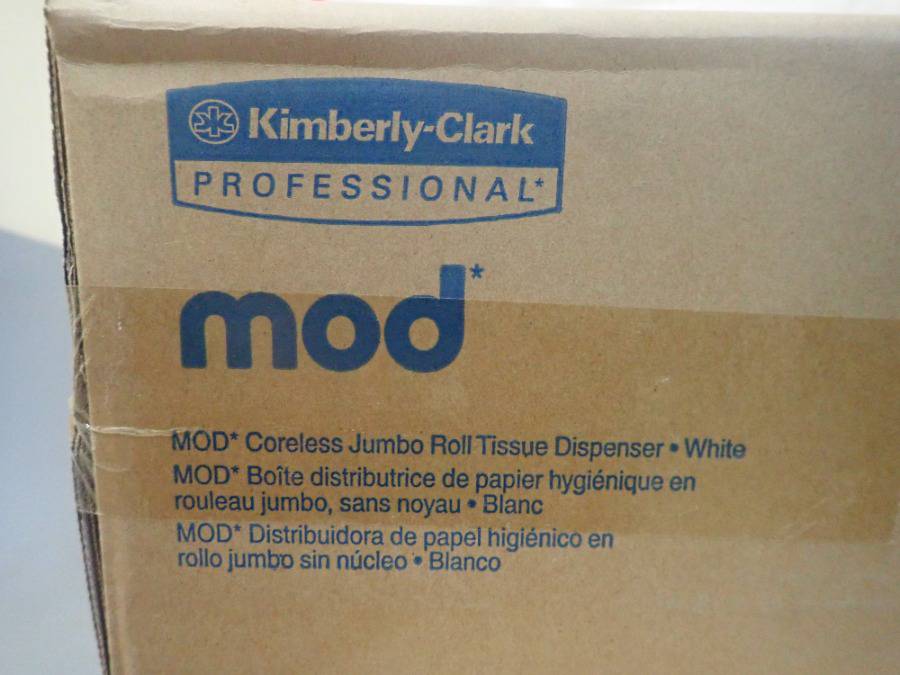 Kimberly-Clark
PROFESSIONAL*
mod*
MOD* Coreless Jumbo Roll Tissue Dispenser • White
MOD* Boîte distributrice de papier hygiénique en
rouleau jumbo, sans noyau • Blanc
MOD* Distribuidora de papel higiénico en
rollo jumbo sin núcleo • Blanco